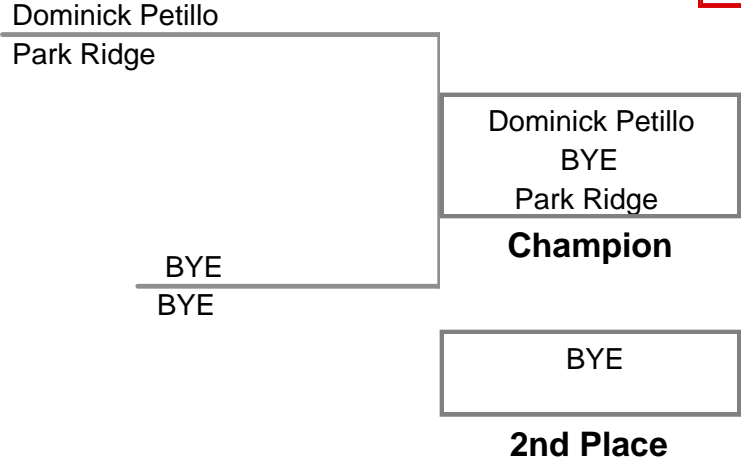 Dominick Petillo
Park Ridge
Dominick Petillo
BYE
Park Ridge
Champion
BYE
BYE
BYE
2nd Place